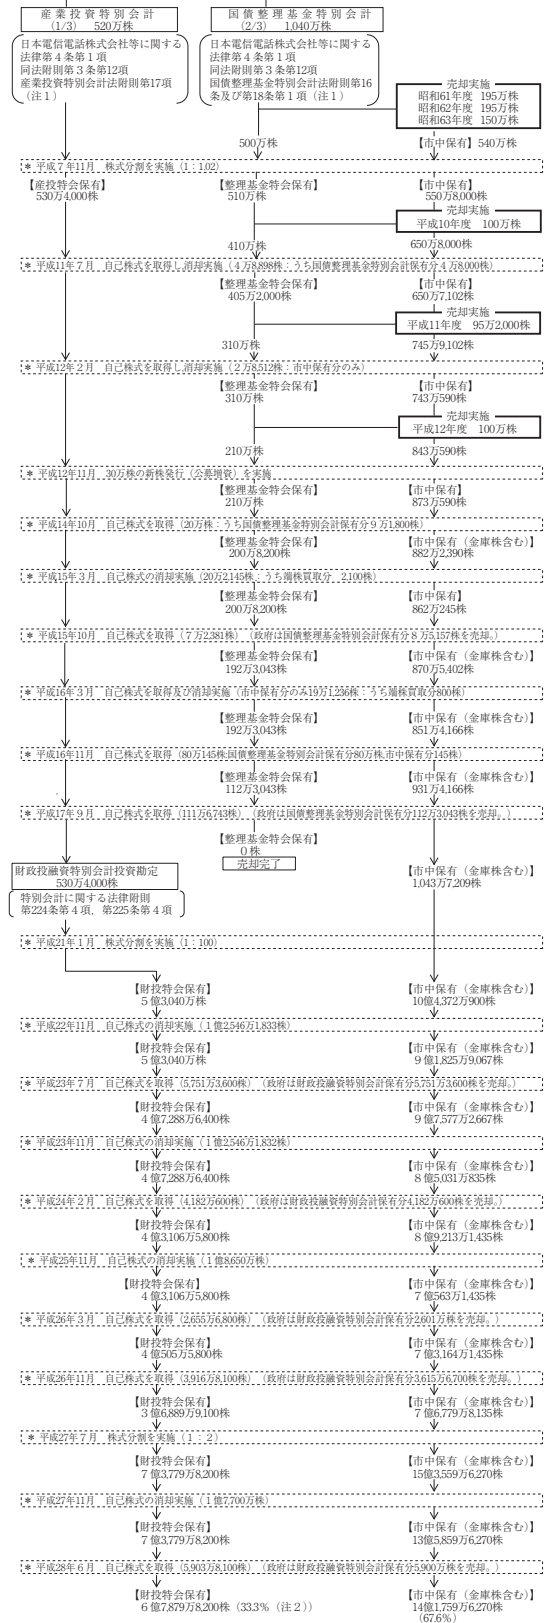 産業投資特別会計 国債整理基金特別会計
(1/3) 520万株 (2/3) 1,040万株
日本電信電話株式会社等に関する 日本電信電話株式会社等に関する
法律第4条第1項 法律第4条第1項
同法附則第3条第12項 同法附則第3条第12項
産業投資特別会計法附則第17項 国債整理基金特別会計法附則第16
（注1） 条及び第18条第1項（注1）
売却実施
昭和61年度 195万株
昭和62年度 195万株
昭和63年度 150万株
500万株 【市中保有】540万株
＊ 平成7年11月 株式分割を実施（1：1.02）
【産投特会保有】 【整理基金特会保有】 【市中保有】
530万4,000株 510万株 550万8,000株
売却実施
平成10年度 100万株
410万株 650万8,000株
＊ 平成11年7月 自己株式を取得し消却実施（4万8,898株：うち国債整理基金特別会計保有分4万8,000株）
【整理基金特会保有】 【市中保有】
405万2,000株 650万7,102株
売却実施
平成11年度 95万2,000株
310万株 745万9,102株
＊ 平成12年2月 自己株式を取得し消却実施（2万8,512株：市中保有分のみ）
【整理基金特会保有】 【市中保有】
310万株 743万590株
売却実施
平成12年度 100万株
210万株 843万590株
＊ 平成12年11月 30万株の新株発行（公募増資）を実施
【整理基金特会保有】 【市中保有】
210万株 873万590株
＊ 平成14年10月 自己株式を取得（20万株：うち国債整理基金特別会計保有分9万1,800株）
【整理基金特会保有】 【市中保有（金庫株含む）】
200万8,200株 882万2,390株
＊ 平成15年3月 自己株式の消却実施（20万2,145株：うち端株買取分 2,100株）
【整理基金特会保有】 【市中保有】
200万8,200株 862万245株
＊ 平成15年10月 自己株式を取得（7万2,381株）（政府は国債整理基金特別会計保有分8万5,157株を売却。）
【整理基金特会保有】 【市中保有（金庫株含む）】
192万3,043株 870万5,402株
＊ 平成16年3月 自己株式を取得及び消却実施（市中保有分のみ19万1,236株：うち端株買取分800株）
【整理基金特会保有】 【市中保有（金庫株含む）】
192万3,043株 851万4,166株
＊ 平成16年11月 自己株式を取得（80万145株:国債整理基金特別会計保有分80万株,市中保有分145株）
【整理基金特会保有】 【市中保有（金庫株含む）】
112万3,043株 931万4,166株
＊ 平成17年9月 自己株式を取得（111万6,743株）（政府は国債整理基金特別会計保有分112万3,043株を売却。）
【整理基金特会保有】
0株
売却完了
財政投融資特別会計投資勘定 【市中保有（金庫株含む）】
530万4,000株 1,043万7,209株
特別会計に関する法律附則
第224条第4項，第225条第4項
＊ 平成21年1月 株式分割を実施（1：100）
【財投特会保有】 【市中保有（金庫株含む）】
5億3,040万株 10億4,372万900株
＊ 平成22年11月 自己株式の消却実施（1億2,546万1,833株）
【財投特会保有】 【市中保有（金庫株含む）】
5億3,040万株 9億1,825万9,067株
＊ 平成23年7月 自己株式を取得（5,751万3,600株）（政府は財政投融資特別会計保有分5,751万3,600株を売却。）
【財投特会保有】 【市中保有（金庫株含む）】
4億7,288万6,400株 9億7,577万2,667株
＊ 平成23年11月 自己株式の消却実施（1億2,546万1,832株）
【財投特会保有】 【市中保有（金庫株含む）】
4億7,288万6,400株 8億5,031万835株
＊ 平成24年2月 自己株式を取得（4,182万600株）（政府は財政投融資特別会計保有分4,182万600株を売却。）
【財投特会保有】 【市中保有（金庫株含む）】
4億3,106万5,800株 8億9,213万1,435株
＊ 平成25年11月 自己株式の消却実施（1億8,650万株）
【財投特会保有】 【市中保有（金庫株含む）】
4億3,106万5,800株 7億563万1,435株
＊ 平成26年3月 自己株式を取得（2,655万6,800株）（政府は財政投融資特別会計保有分2,601万株を売却。）
【財投特会保有】 【市中保有（金庫株含む）】
4億505万5,800株 7億3,164万1,435株
＊ 平成26年11月 自己株式を取得（3,916万8,100株）（政府は財政投融資特別会計保有分3,615万6,700株を売却。）
【財投特会保有】 【市中保有（金庫株含む）】
3億6,889万9,100株 7億6,779万8,135株
＊ 平成27年7月 株式分割を実施（1：2）
【財投特会保有】 【市中保有（金庫株含む）】
7億3,779万8,200株 15億3,559万6,270株
＊ 平成27年11月 自己株式の消却実施（1億7,700万株）
【財投特会保有】 【市中保有（金庫株含む）】
7億3,779万8,200株 13億5,859万6,270株
＊ 平成28年6月 自己株式を取得（5,903万8,100株）（政府は財政投融資特別会計保有分5,900万株を売却。）
【財投特会保有】 【市中保有（金庫株含む）】
6億7,879万8,200株（33.3%（注2）） 14億1,759万6,270株
（67.6%）